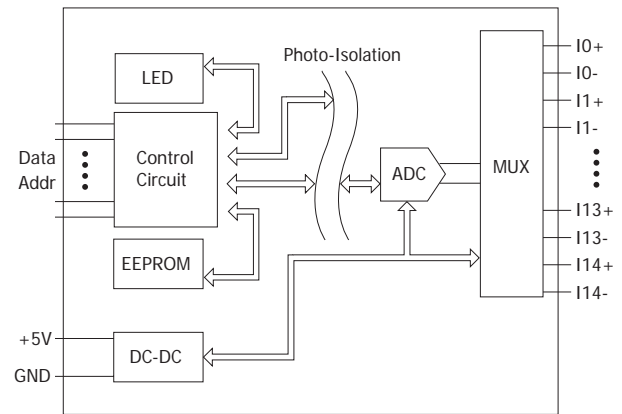 Photo-Isolation
LED
Control
Circuit
EEPROM
DC-DC
Data
Addr
+5V
GND
ADC
MUX
I0+
I0-
I1+
I1-
I13+
I13-
I14+
I14-